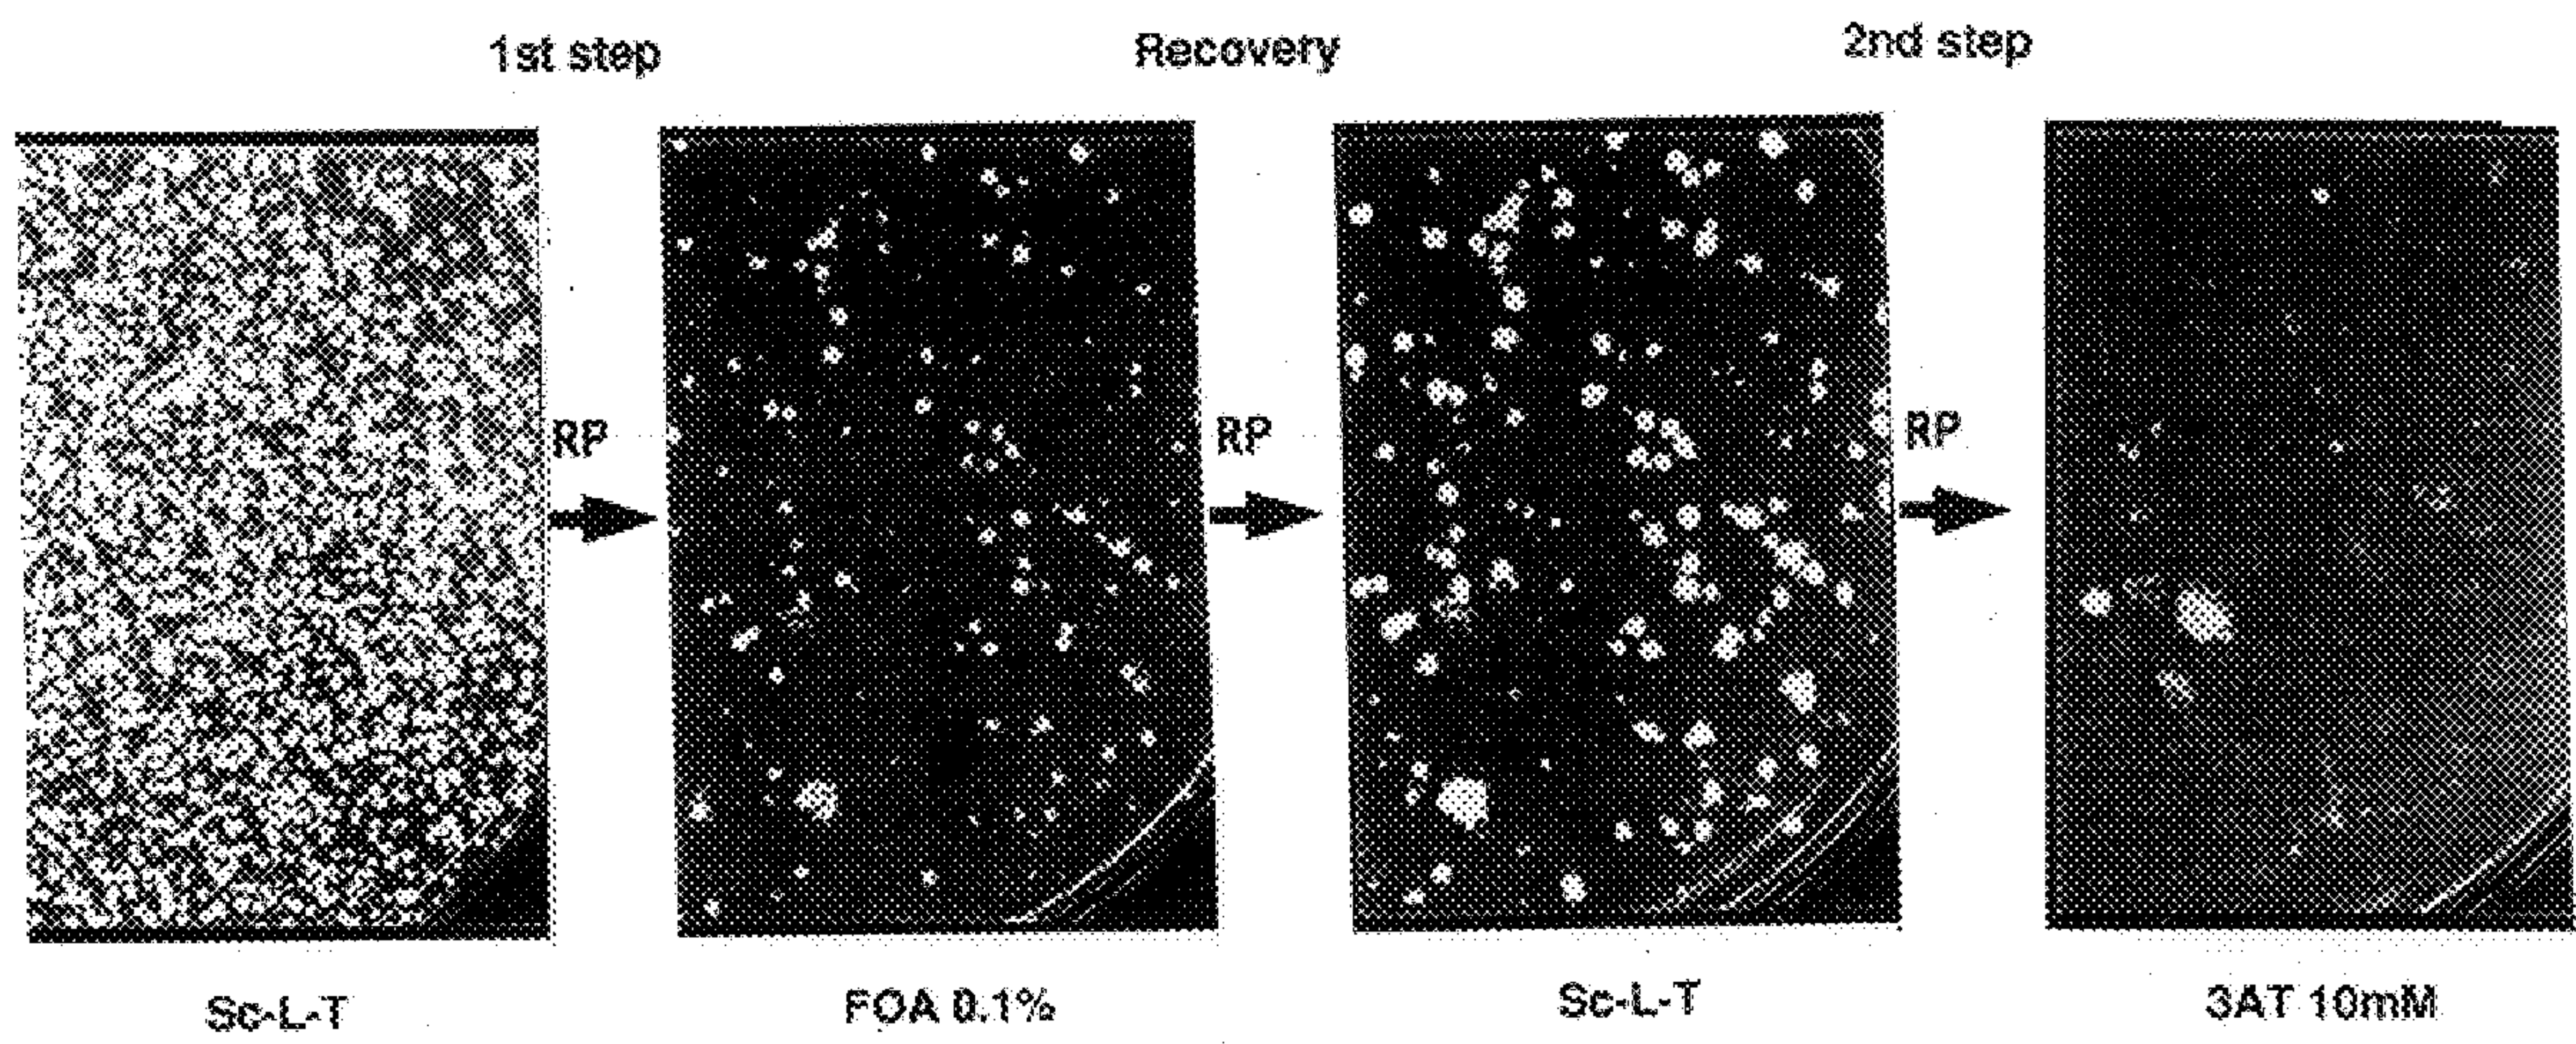 1st step
Recovery
2nd step
RP
RP
RP
Sc-L-T
FOA 0.1%
Sc-L-T
3AT 10mM